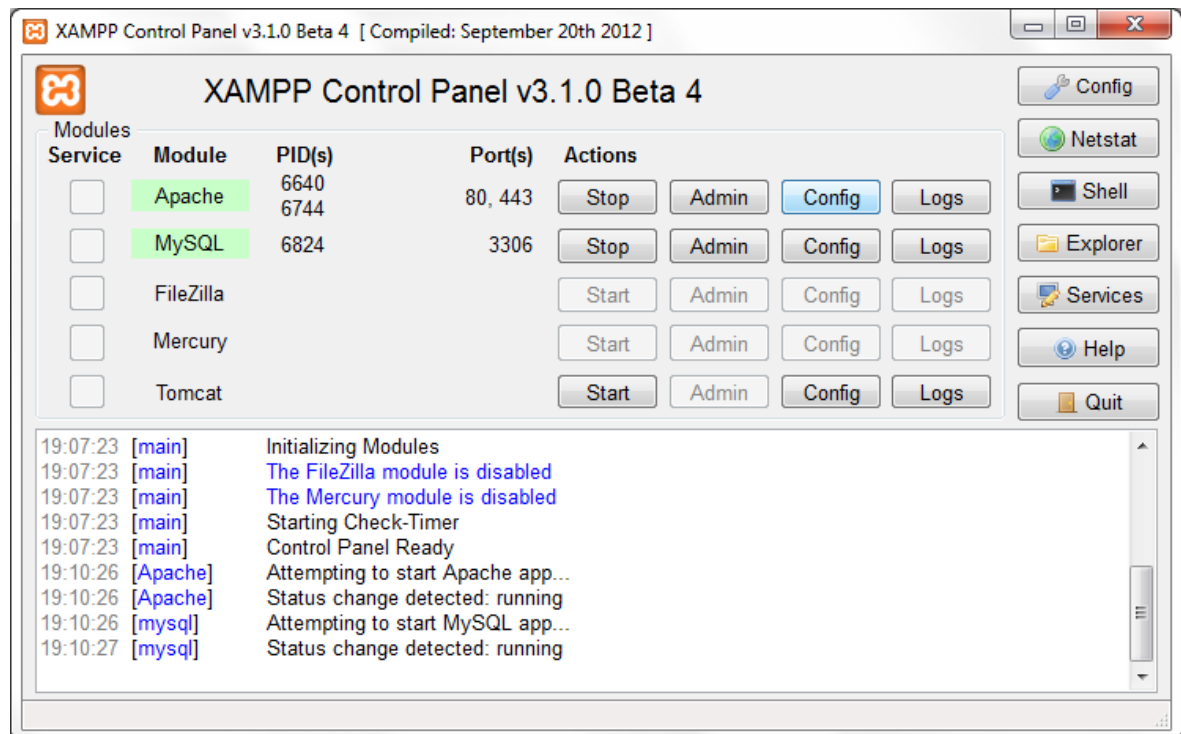 XAMPP Control Panel v3.1.0 Beta 4 [ Compiled: September 20th 2012 ]
XAMPP Control Panel v3.1.0 Beta 4
Config
Modules
Netstat
Service Module PID(s) Port(s) Actions
Apache 6640 6744 80, 443 Stop Admin Config Logs
Shell
MySQL 6824 3306 Stop Admin Config Logs
Explorer
FileZilla Start Admin Config Logs
Services
Mercury Start Admin Config Logs
Help
Tomcat Start Admin Config Logs
Quit
19:07:23 [main] Initializing Modules
19:07:23 [main] The FileZilla module is disabled
19:07:23 [main] The Mercury module is disabled
19:07:23 [main] Starting Check-Timer
19:07:23 [main] Control Panel Ready
19:10:26 [Apache] Attempting to start Apache app...
19:10:26 [Apache] Status change detected: running
19:10:26 [mysql] Attempting to start MySQL app...
19:10:27 [mysql] Status change detected: running